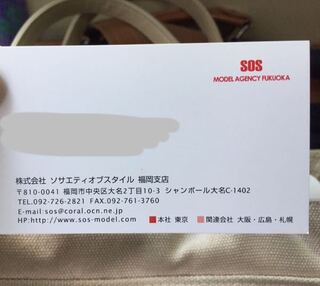 SOS
MODEL AGENCY FUKUOKA
株式会社 ソサエティオブスタイル 福岡支店
〒810-0041 福岡市中央区大名2丁目10-3 シャンボール大名C-1402
TEL.092-726-2821 FAX.092-761-3760
E-mail:sos@coral.ocn.ne.jp
HP:http://www.sos-model.com ■本社 東京 ■関連会社 大阪・広島・札幌